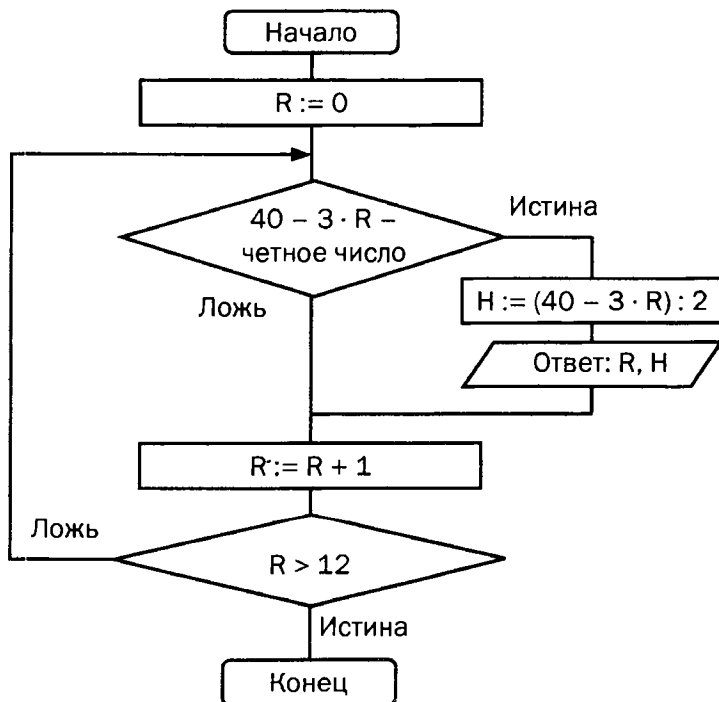 Начало
R := 0
40 – 3 · R –
четное число
Истина
Ложь
H := (40 – 3 · R) : 2
Ответ: R, H
R := R + 1
Ложь
R > 12
Истина
Конец